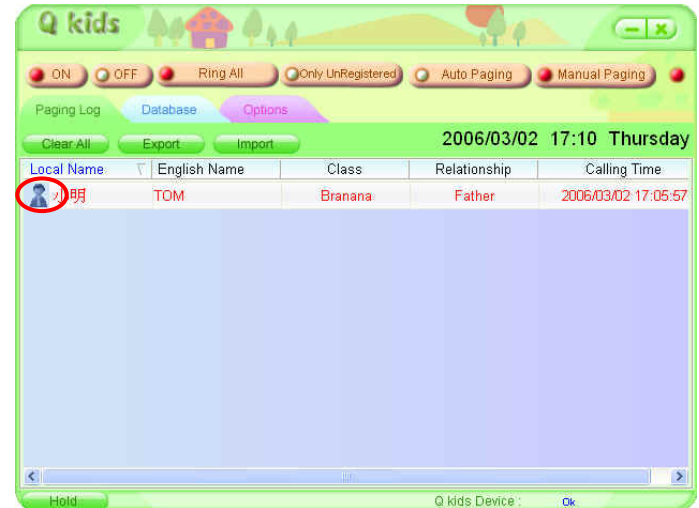 Q kids
ON OFF Ring All Only UnRegistered Auto Paging Manual Paging
Paging Log Database Options
Clear All Export Import 2006/03/02 17:10 Thursday
Local Name English Name Class Relationship Calling Time
小明 TOM Branana Father 2006/03/02 17:05:57
Hold Q kids Device : Ok